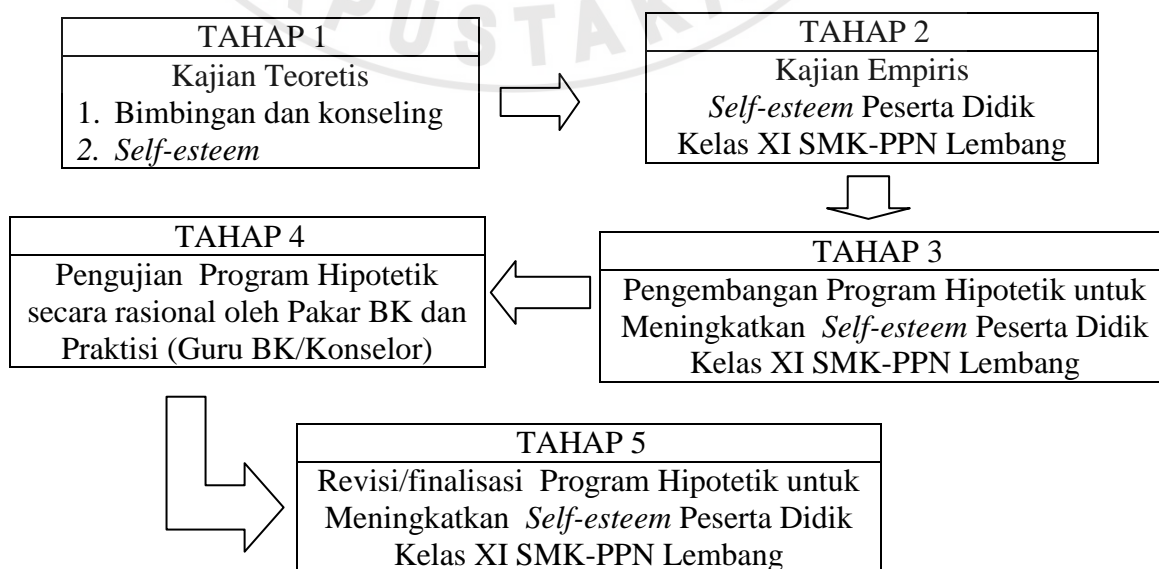 PUSTAKA
TAHAP 1
Kajian Teoretis
1. Bimbingan dan konseling
2. Self-esteem
TAHAP 2
Kajian Empiris
Self-esteem Peserta Didik
Kelas XI SMK-PPN Lembang
TAHAP 3
Pengembangan Program Hipotetik untuk
Meningkatkan Self-esteem Peserta Didik
Kelas XI SMK-PPN Lembang
TAHAP 4
Pengujian Program Hipotetik
secara rasional oleh Pakar BK dan
Praktisi (Guru BK/Konselor)
TAHAP 5
Revisi/finalisasi Program Hipotetik untuk
Meningkatkan Self-esteem Peserta Didik
Kelas XI SMK-PPN Lembang